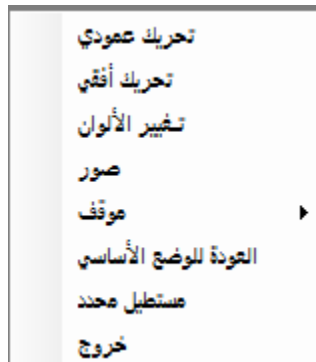 تحريك عمودي
تحريك أفقي
تغيير الألوان
صور
موقف
العودة للوضع الأساسي
مستطيل محدد
خروج